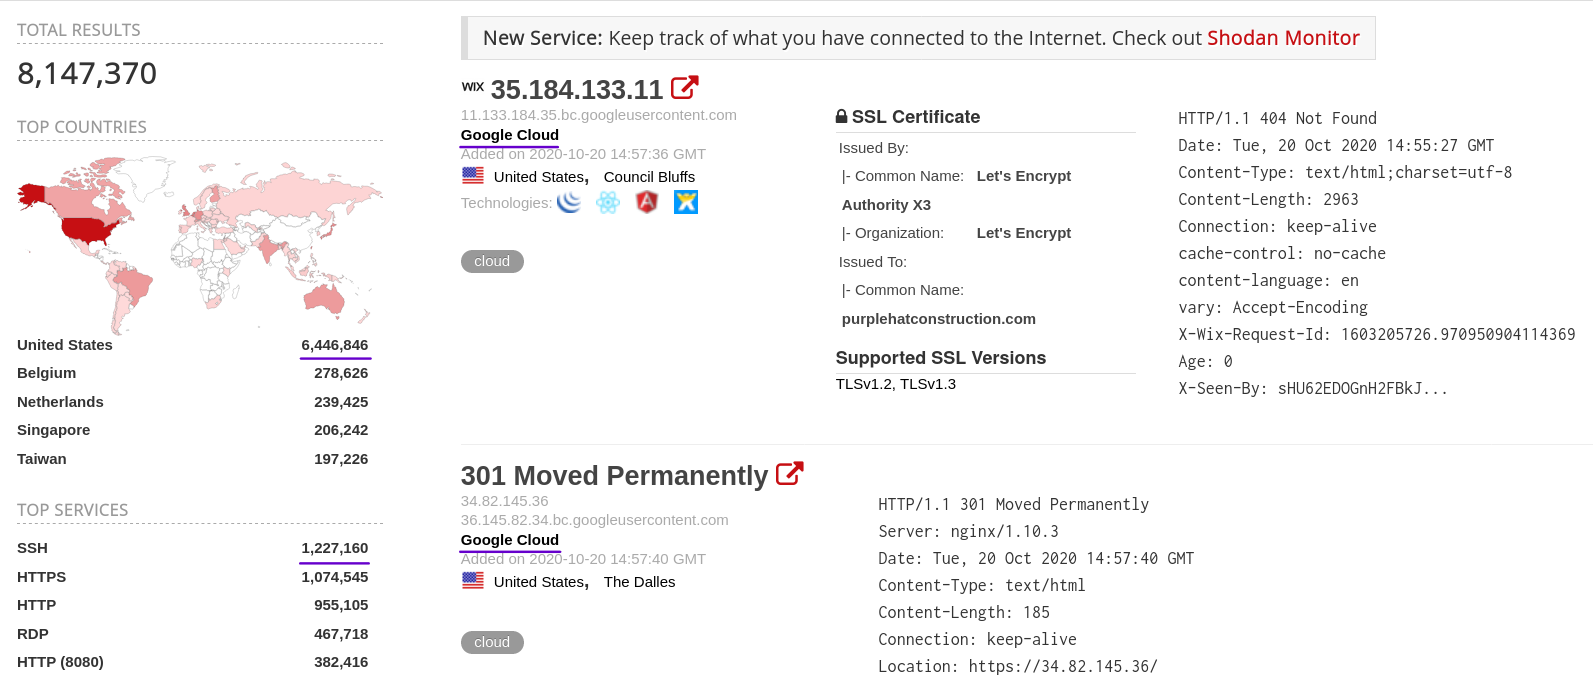 TOTAL RESULTS
8,147,370
TOP COUNTRIES
United States 6,446,846
Belgium 278,626
Netherlands 239,425
Singapore 206,242
Taiwan 197,226
TOP SERVICES
SSH 1,227,160
HTTPS 1,074,545
HTTP 955,105
RDP 467,718
HTTP (8080) 382,416
New Service: Keep track of what you have connected to the Internet. Check out Shodan Monitor
WIX 35.184.133.11
11.133.184.35.bc.googleusercontent.com
Google Cloud
Added on 2020-10-20 14:57:36 GMT
United States, Council Bluffs
Technologies:
cloud
SSL Certificate
Issued By:
|- Common Name: Let's Encrypt
Authority X3
|- Organization: Let's Encrypt
Issued To:
|- Common Name:
purplehatconstruction.com
Supported SSL Versions
TLSv1.2, TLSv1.3
HTTP/1.1 404 Not Found
Date: Tue, 20 Oct 2020 14:55:27 GMT
Content-Type: text/html;charset=utf-8
Content-Length: 2963
Connection: keep-alive
cache-control: no-cache
content-language: en
vary: Accept-Encoding
X-Wix-Request-Id: 1603205726.970950904114369
Age: 0
X-Seen-By: sHU62EDOGnH2FBkJ...
301 Moved Permanently
34.82.145.36
36.145.82.34.bc.googleusercontent.com
Google Cloud
Added on 2020-10-20 14:57:40 GMT
United States, The Dalles
cloud
HTTP/1.1 301 Moved Permanently
Server: nginx/1.10.3
Date: Tue, 20 Oct 2020 14:57:40 GMT
Content-Type: text/html
Content-Length: 185
Connection: keep-alive
Location: https://34.82.145.36/